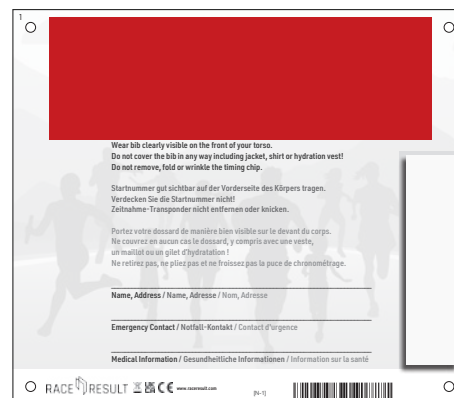 1
Wear bib clearly visible on the front of your torso.
Do not cover the bib in any way including jacket, shirt or hydration vest!
Do not remove, fold or wrinkle the timing chip.
Startnummer gut sichtbar auf der Vorderseite des Körpers tragen.
Verdecken Sie die Startnummer nicht!
Zeitnahme-Transponder nicht entfernen oder knicken.
Portez votre dossard de manière bien visible sur le devant du corps.
Ne couvrez en aucun cas le dossard, y compris avec une veste,
un maillot ou un gilet d'hydratation !
Ne retirez pas, ne pliez pas et ne froissez pas la puce de chronométrage.
Name, Address / Name, Adresse / Nom, Adresse
Emergency Contact / Notfall-Kontakt / Contact d'urgence
Medical Information / Gesundheitliche Informationen / Information sur la santé
RACE RESULT UK CA CE www.raceresult.com [N-1]